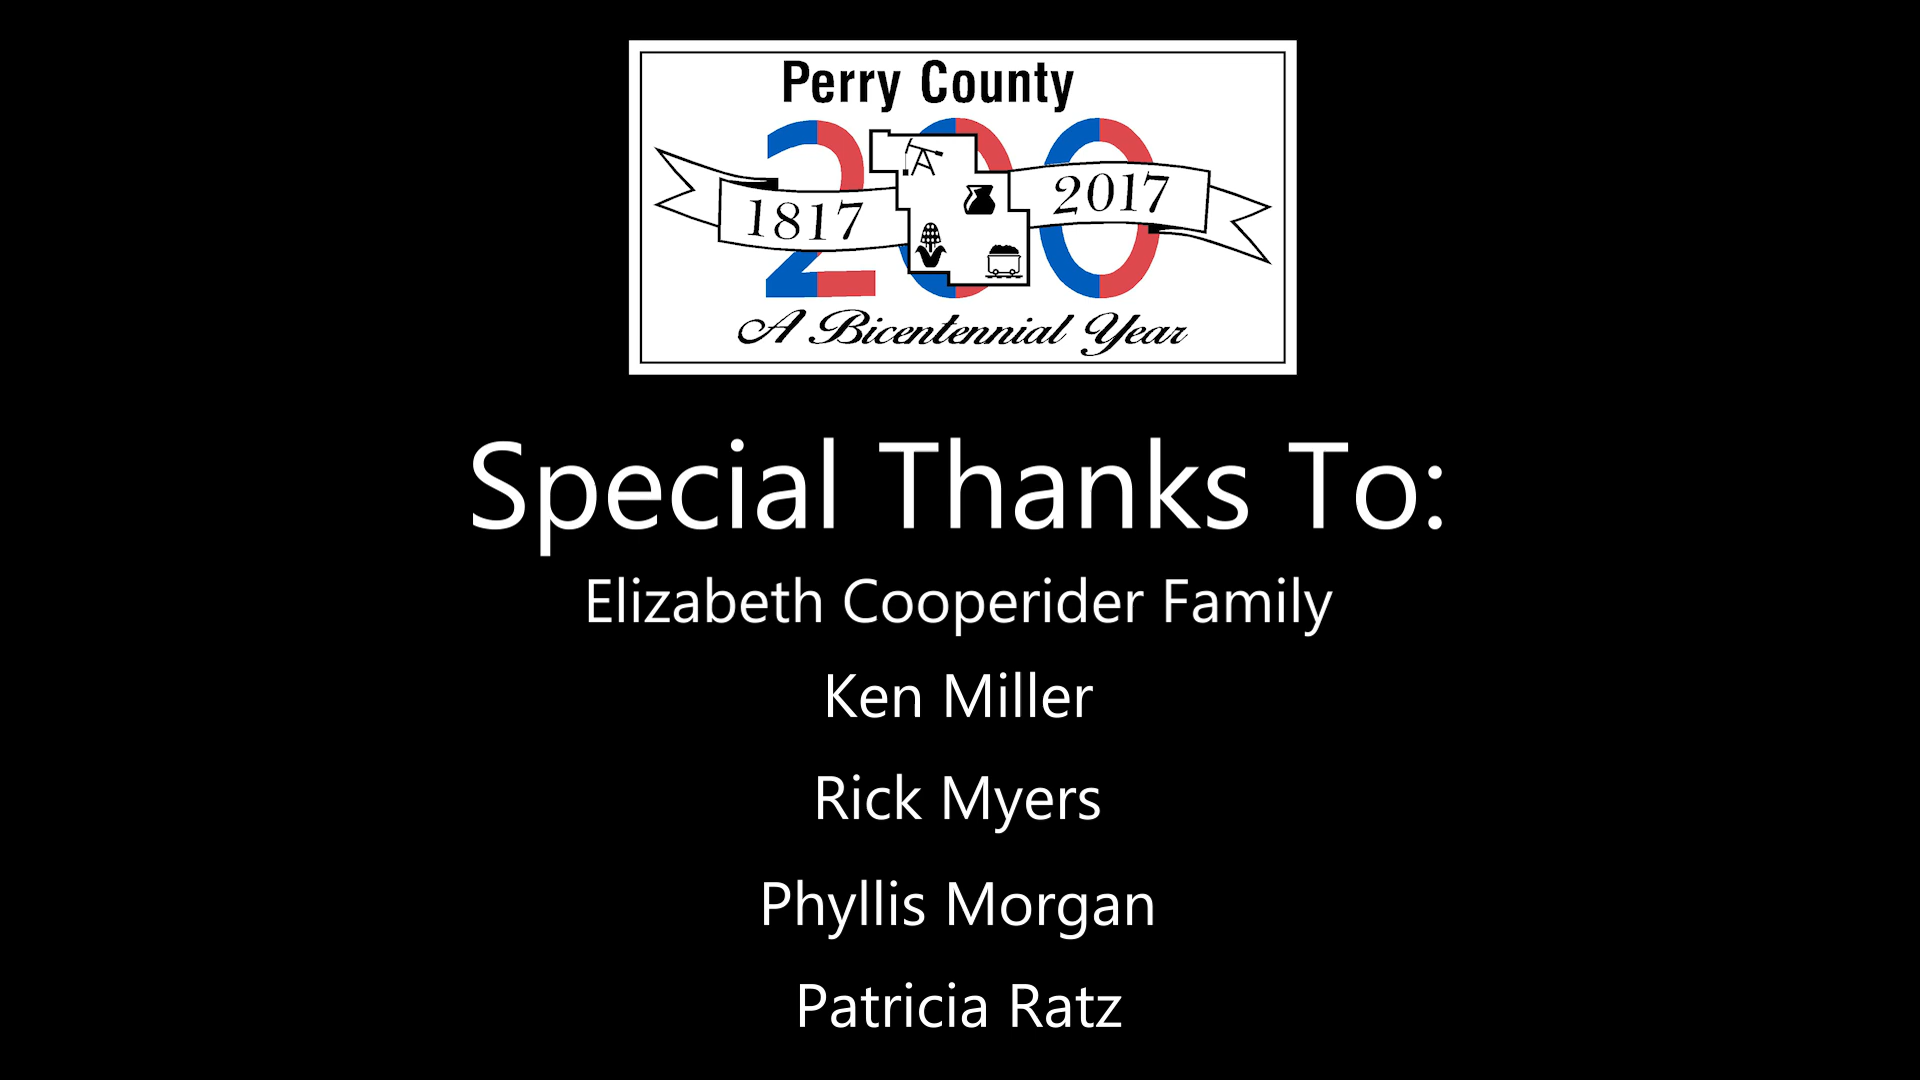 Perry County
200
1817
2017
A Bicentennial Year
Special Thanks To:
Elizabeth Cooperider Family
Ken Miller
Rick Myers
Phyllis Morgan
Patricia Ratz